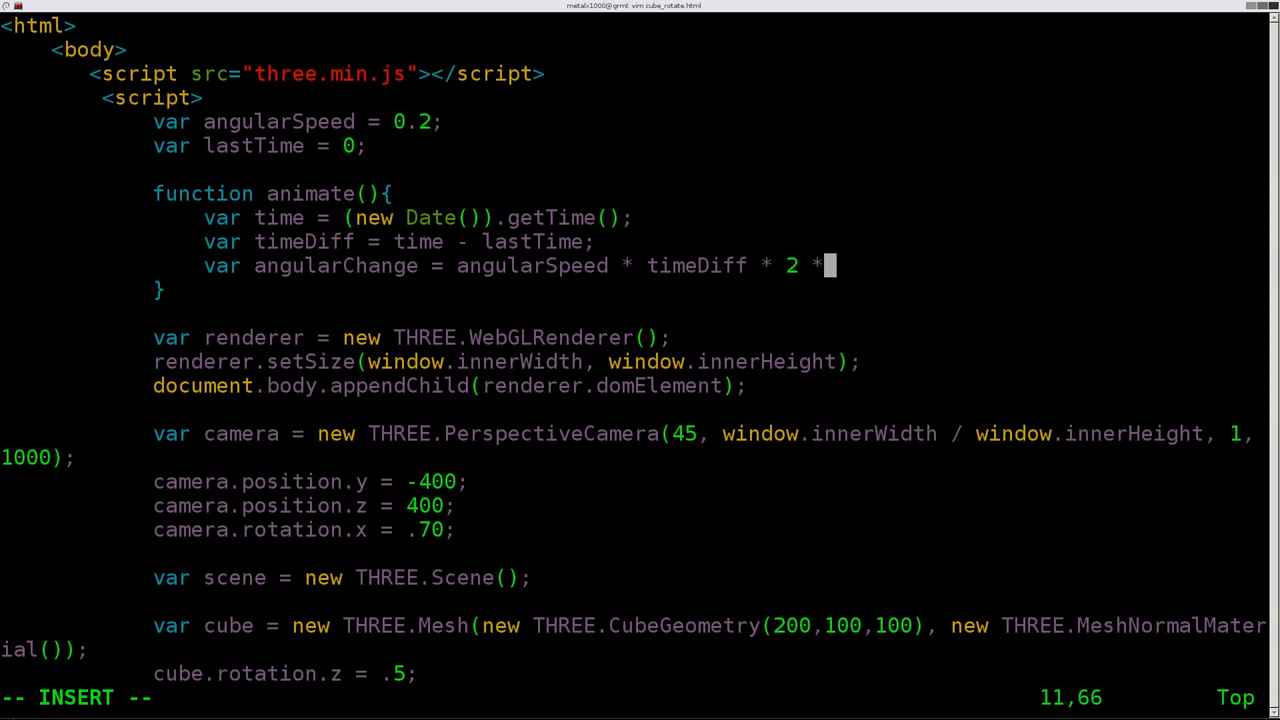 metalx1000@grml: vim cube_rotate.html
<html>
    <body>
       <script src="three.min.js"></script>
        <script>
            var angularSpeed = 0.2;
            var lastTime = 0;

            function animate(){
                var time = (new Date()).getTime();
                var timeDiff = time - lastTime;
                var angularChange = angularSpeed * timeDiff * 2 *
            }

            var renderer = new THREE.WebGLRenderer();
            renderer.setSize(window.innerWidth, window.innerHeight);
            document.body.appendChild(renderer.domElement);

            var camera = new THREE.PerspectiveCamera(45, window.innerWidth / window.innerHeight, 1,
1000);
            camera.position.y = -400;
            camera.position.z = 400;
            camera.rotation.x = .70;

            var scene = new THREE.Scene();

            var cube = new THREE.Mesh(new THREE.CubeGeometry(200,100,100), new THREE.MeshNormalMater
ial());
            cube.rotation.z = .5;
-- INSERT -- 11,66 Top